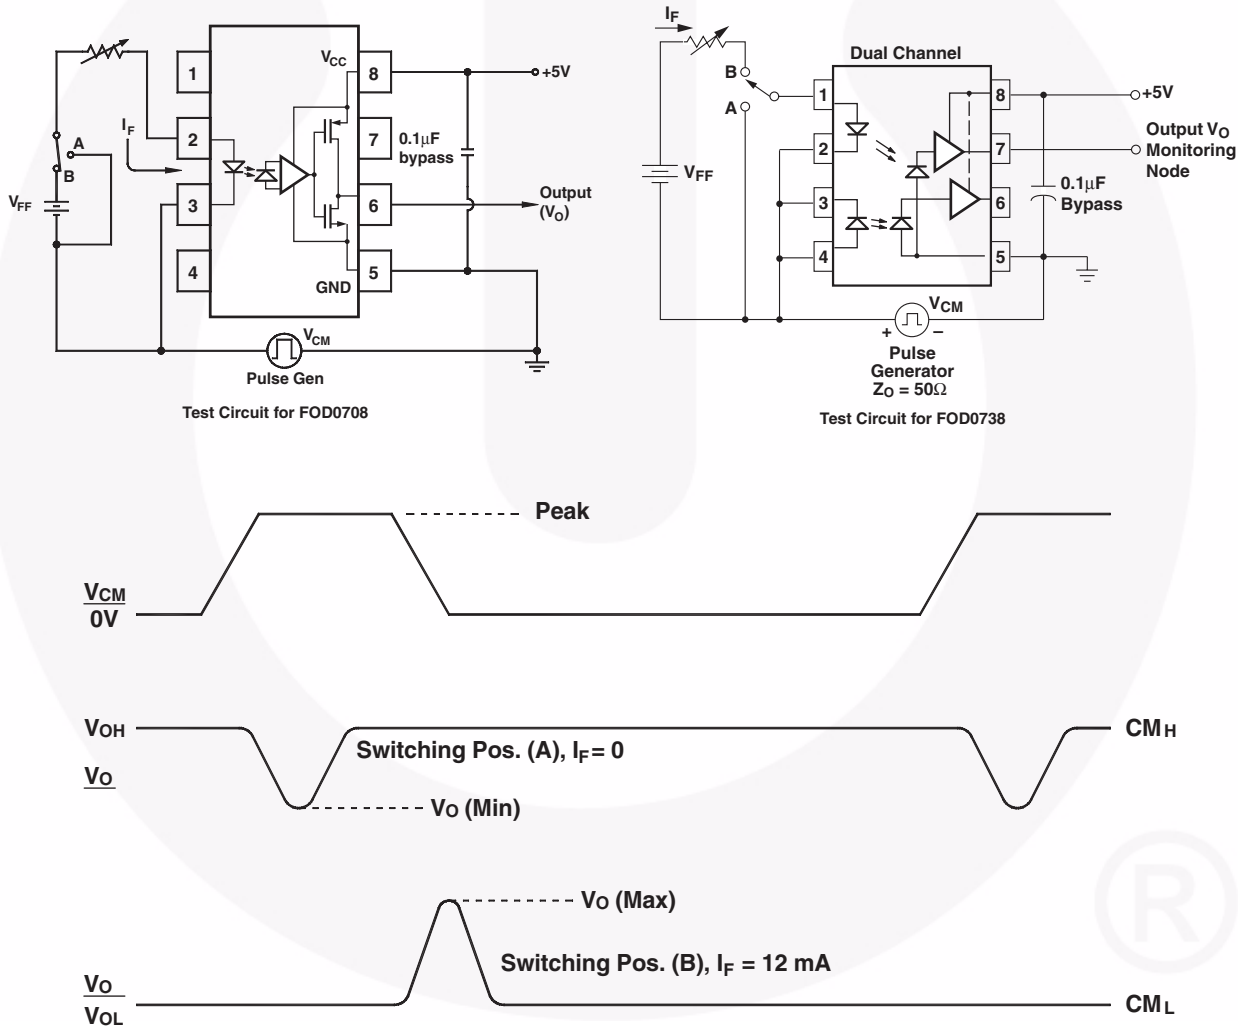 VCC
1
8
+5V
IF
2
7
0.1µF
bypass
A
B
VFF
3
6
Output
(VO)
4
5
GND
VCM
Pulse Gen
Test Circuit for FOD0708
IF
Dual Channel
B
A
1
8
+5V
2
7
Output VO
Monitoring
Node
VFF
3
6
0.1µF
Bypass
4
5
VCM
+
–
Pulse
Generator
ZO = 50Ω
Test Circuit for FOD0738
Peak
VCM
0V
VOH
CMH
Switching Pos. (A), IF = 0
VO
VO (Min)
VO (Max)
Switching Pos. (B), IF = 12 mA
VO
VOL
CML
®